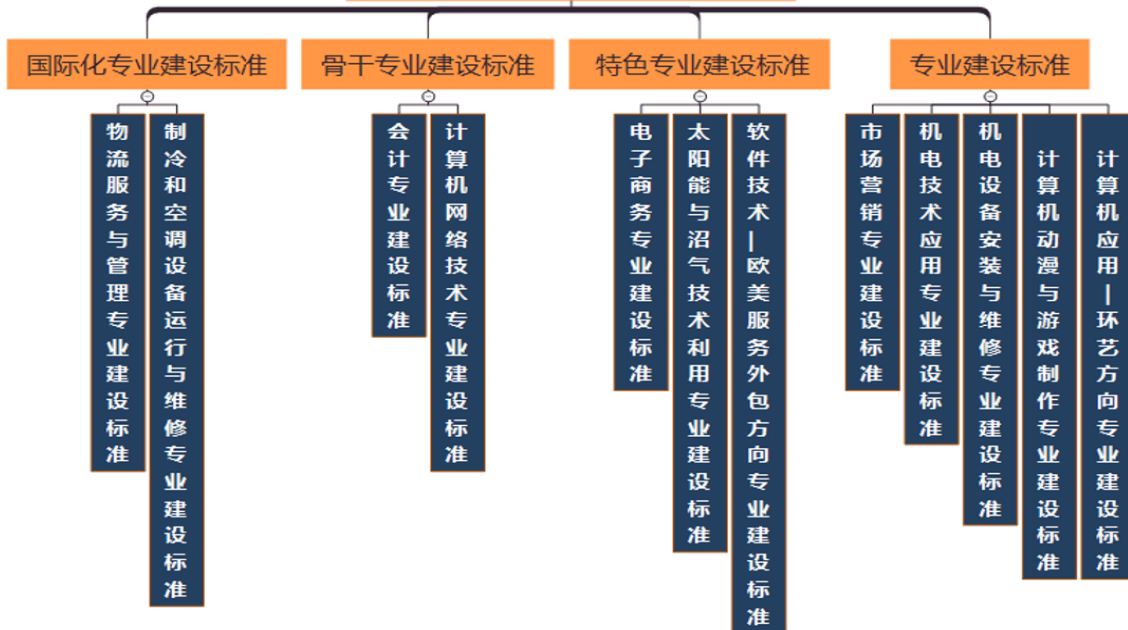 国际化专业建设标准
骨干专业建设标准
特色专业建设标准
专业建设标准
物流服务与管理专业建设标准
制冷和空调设备运行与维修专业建设标准
会计专业建设标准
计算机网络技术专业建设标准
电子商务专业建设标准
太阳能与沼气技术利用专业建设标准
软件技术|欧美服务外包方向专业建设标准
市场营销专业建设标准
机电技术应用专业建设标准
机电设备安装与维修专业建设标准
计算机动漫与游戏制作专业建设标准
计算机应用|环艺方向专业建设标准